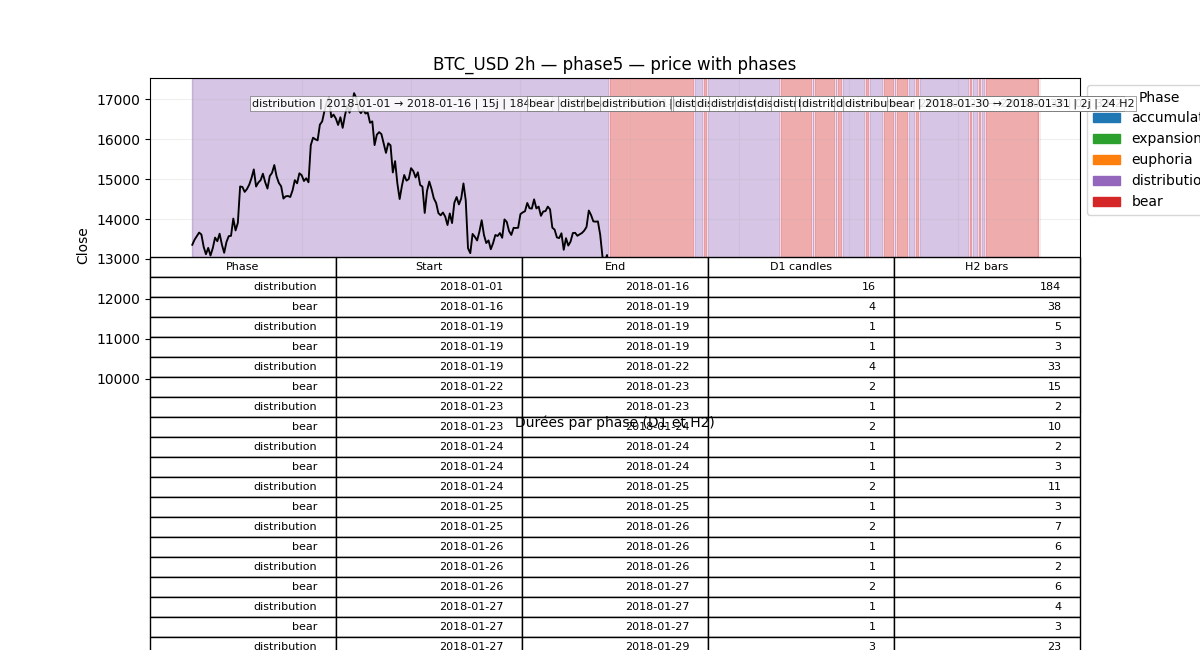 BTC_USD 2h — phase5 — price with phases
17000
16000
15000
14000
13000
12000
11000
10000
Close
distribution | 2018-01-01 → 2018-01-16 | 15j | 184
bear
distribution |
bear | 2018-01-30 → 2018-01-31 | 2j | 24 H2
Phase
accumulat
expansion
euphoria
distributio
bear
Phase Start End D1 candles H2 bars
distribution 2018-01-01 2018-01-16 16 184
bear 2018-01-16 2018-01-19 4 38
distribution 2018-01-19 2018-01-19 1 5
bear 2018-01-19 2018-01-19 1 3
distribution 2018-01-19 2018-01-22 4 33
bear 2018-01-22 2018-01-23 2 15
distribution 2018-01-23 2018-01-23 1 2
Durées par phase (D1 et H2)
bear 2018-01-23 2018-01-24 2 10
distribution 2018-01-24 2018-01-24 1 2
bear 2018-01-24 2018-01-24 1 3
distribution 2018-01-24 2018-01-25 2 11
bear 2018-01-25 2018-01-25 1 3
distribution 2018-01-25 2018-01-26 2 7
bear 2018-01-26 2018-01-26 1 6
distribution 2018-01-26 2018-01-26 1 2
bear 2018-01-26 2018-01-27 2 6
distribution 2018-01-27 2018-01-27 1 4
bear 2018-01-27 2018-01-27 1 3
distribution 2018-01-27 2018-01-29 3 23